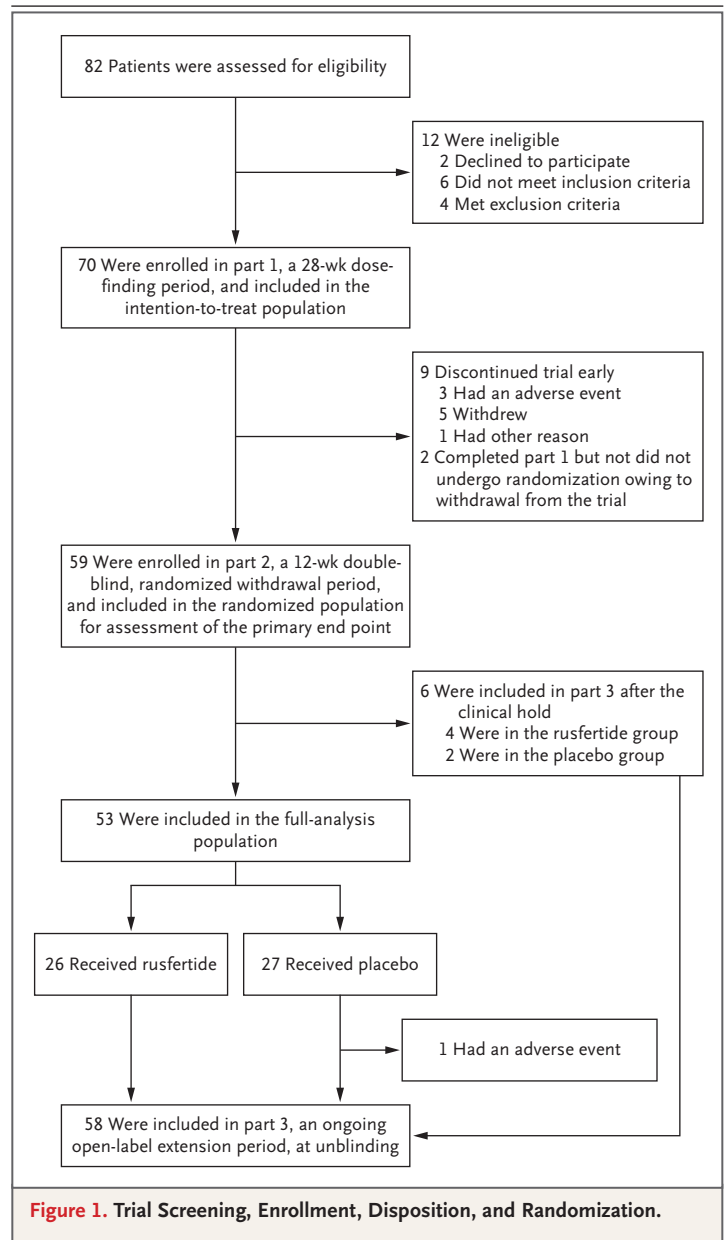 82 Patients were assessed for eligibility
12 Were ineligible
2 Declined to participate
6 Did not meet inclusion criteria
4 Met exclusion criteria
70 Were enrolled in part 1, a 28-wk dose-
finding period, and included in the
intention-to-treat population
9 Discontinued trial early
3 Had an adverse event
5 Withdrew
1 Had other reason
2 Completed part 1 but not did not
undergo randomization owing to
withdrawal from the trial
59 Were enrolled in part 2, a 12-wk double-
blind, randomized withdrawal period,
and included in the randomized population
for assessment of the primary end point
6 Were included in part 3 after the
clinical hold
4 Were in the rusfertide group
2 Were in the placebo group
53 Were included in the full-analysis
population
26 Received rusfertide
27 Received placebo
1 Had an adverse event
58 Were included in part 3, an ongoing
open-label extension period, at unblinding
Figure 1. Trial Screening, Enrollment, Disposition, and Randomization.